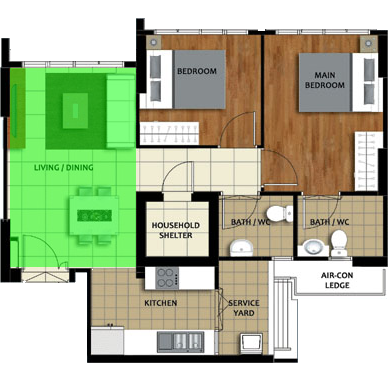 BEDROOM
MAIN
BEDROOM
LIVING / DINING
HOUSEHOLD
SHELTER
BATH / WC
BATH / WC
AIR-CON
LEDGE
KITCHEN
SERVICE
YARD